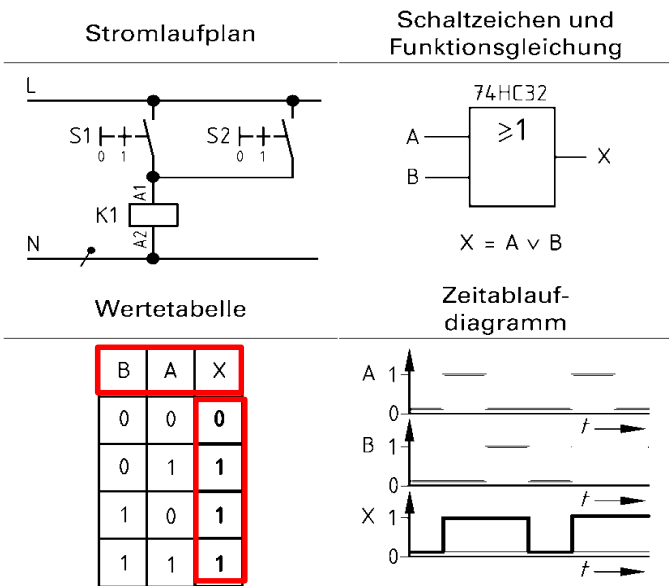 Stromlaufplan
L
S1
0 1
S2
0 1
A1
K1
A2
N
Schaltzeichen und
Funktionsgleichung
74HC32
≥1
A
B
X
X = A ∨ B
Wertetabelle
B A X
0 0 0
0 1 1
1 0 1
1 1 1
Zeitablauf-
diagramm
A 1
0
t
B 1
0
t
X 1
0
t